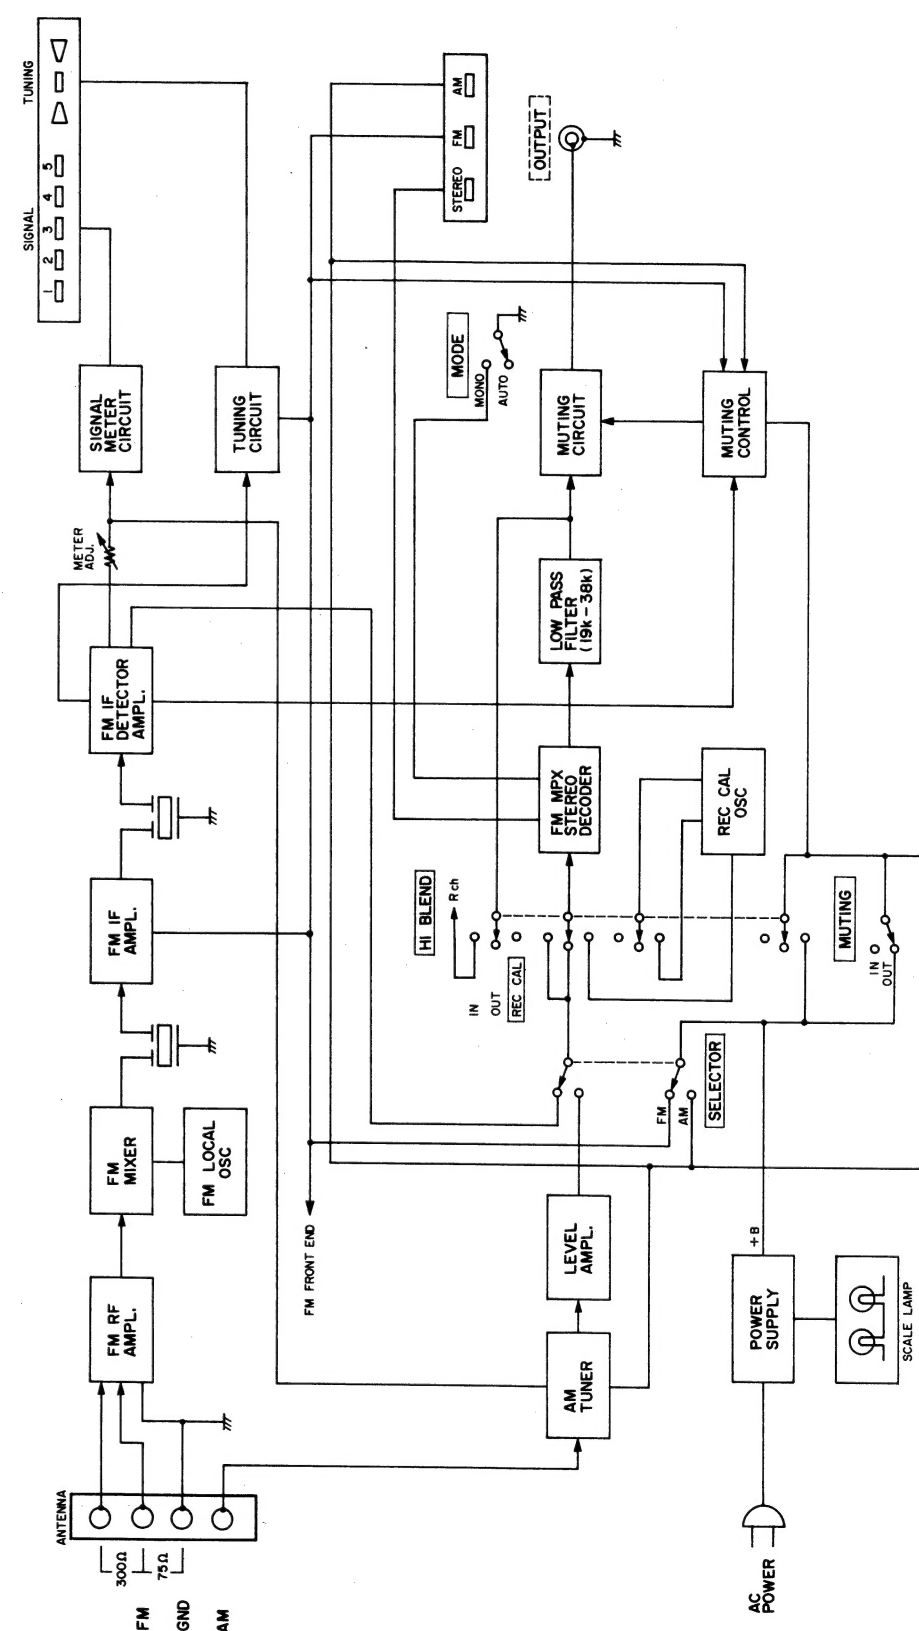 TUNING
SIGNAL
5
4
3
2
1
AM
FM
STEREO
OUTPUT
SIGNAL
METER
CIRCUIT
TUNING
CIRCUIT
MODE
MONO
AUTO
MUTING
CIRCUIT
MUTING
CONTROL
METER
ADJ.
LOW PASS
FILTER
(19k – 38k)
FM IF
DETECTOR
AMPL.
FM MPX
STEREO
DECODER
REC CAL
OSC
FM IF
AMPL.
HI BLEND
R ch
IN
OUT
REC CAL
MUTING
IN
OUT
FM
MIXER
FM LOCAL
OSC
SELECTOR
FM
AM
FM FRONT END
LEVEL
AMPL.
+B
FM RF
AMPL.
AM
TUNER
POWER
SUPPLY
SCALE LAMP
ANTENNA
300Ω
75Ω
FM
GND
AM
AC
POWER